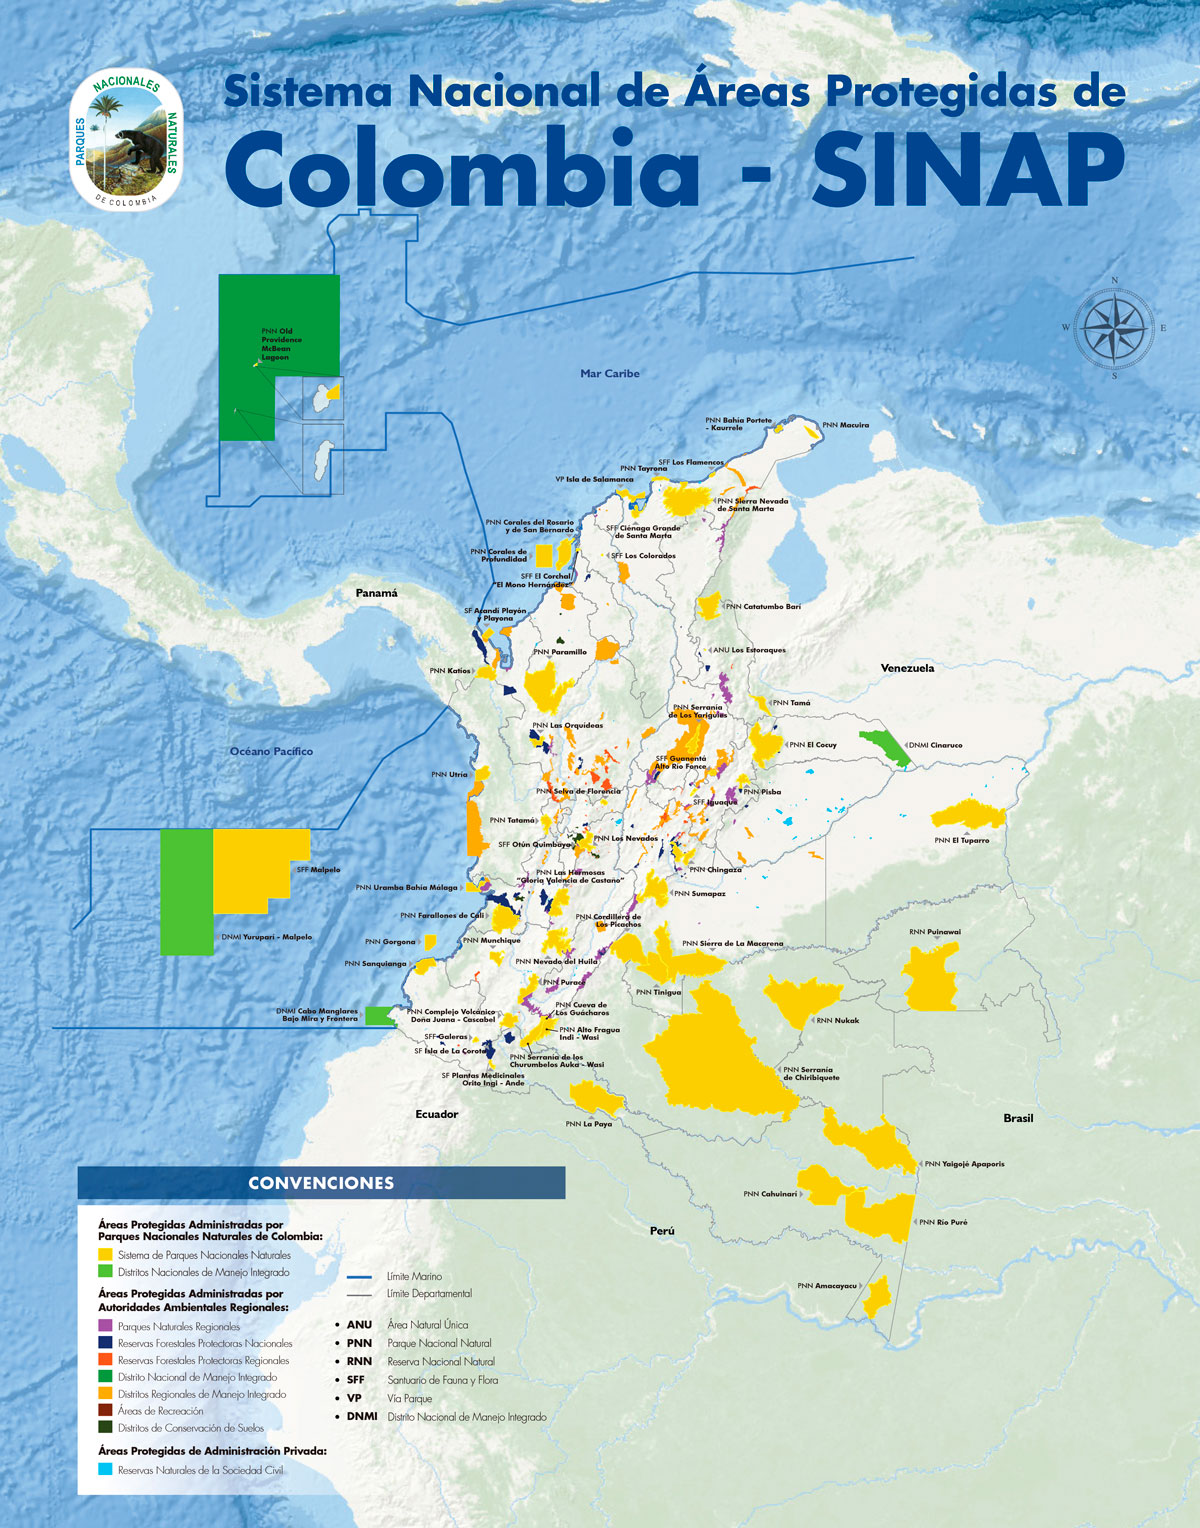 NACIONALES
PARQUES
NATURALES
DE COLOMBIA
Sistema Nacional de Áreas Protegidas de
Colombia - SINAP
N
W
E
S
PNN Old
Providence
McBean
Lagoon
Mar Caribe
PNN Bahía Portete
- Kaurrele
PNN Macuira
SFF Los Flamencos
PNN Tayrona
VP Isla de Salamanca
PNN Sierra Nevada
de Santa Marta
PNN Corales del Rosario
y de San Bernardo
SFF Ciénaga Grande
de Santa Marta
PNN Corales de
Profundidad
SFF Los Colorados
SFF El Corchal
"El Mono Hernández"
Panamá
PNN Catatumbo Barí
SF Acandí Playón
y Playona
PNN Paramillo
ANU Los Estoraques
PNN Katíos
Venezuela
PNN Tamá
PNN Serranía
de Los Yariguíes
PNN Las Orquídeas
PNN El Cocuy
DNMI Cinaruco
Océano Pacífico
SFF Guanentá
Alto Río Fonce
PNN Utría
PNN Selva de Florencia
PNN Pisba
SFF Iguaque
PNN Tatamá
PNN Los Nevados
PNN El Tuparro
SFF Otún Quimbaya
SFF Malpelo
PNN Las Hermosas
"Gloria Valencia de Castaño"
PNN Chingaza
PNN Uramba Bahía Málaga
PNN Sumapaz
PNN Farallones de Cali
PNN Cordillera de
Los Picachos
DNMI Yuruparí - Malpelo
PNN Gorgona
PNN Munchique
PNN Sierra de La Macarena
RNN Puinawai
PNN Sanquianga
PNN Nevado del Huila
PNN Puracé
PNN Tinigua
DNMI Cabo Manglares
Bajo Mira y Frontera
PNN Complejo Volcánico
Doña Juana - Cascabel
PNN Cueva de
Los Guácharos
RNN Nukak
SFF Galeras
PNN Alto Fragua
Indi - Wasi
SF Isla de La Corota
PNN Serranía de los
Churumbelos Auka - Wasi
PNN Serranía
de Chiribiquete
SF Plantas Medicinales
Orito Ingi - Ande
Ecuador
PNN La Paya
Brasil
PNN Yaigojé Apaporis
PNN Cahuinarí
PNN Río Puré
Perú
PNN Amacayacu
CONVENCIONES
Áreas Protegidas Administradas por
Parques Nacionales Naturales de Colombia:
Sistema de Parques Nacionales Naturales
Distritos Nacionales de Manejo Integrado
Áreas Protegidas Administradas por
Autoridades Ambientales Regionales:
Parques Naturales Regionales
Reservas Forestales Protectoras Nacionales
Reservas Forestales Protectoras Regionales
Distrito Nacional de Manejo Integrado
Distritos Regionales de Manejo Integrado
Áreas de Recreación
Distritos de Conservación de Suelos
Áreas Protegidas de Administración Privada:
Reservas Naturales de la Sociedad Civil
Límite Marino
Límite Departamental
• ANU Área Natural Única
• PNN Parque Nacional Natural
• RNN Reserva Nacional Natural
• SFF Santuario de Fauna y Flora
• VP Vía Parque
• DNMI Distrito Nacional de Manejo Integrado